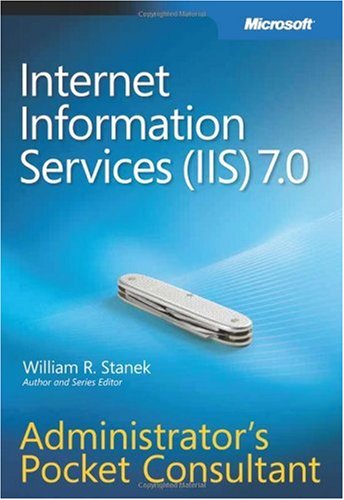 Microsoft®
Internet
Information
Services (IIS) 7.0
William R. Stanek
Author and Series Editor
Administrator's
Pocket Consultant